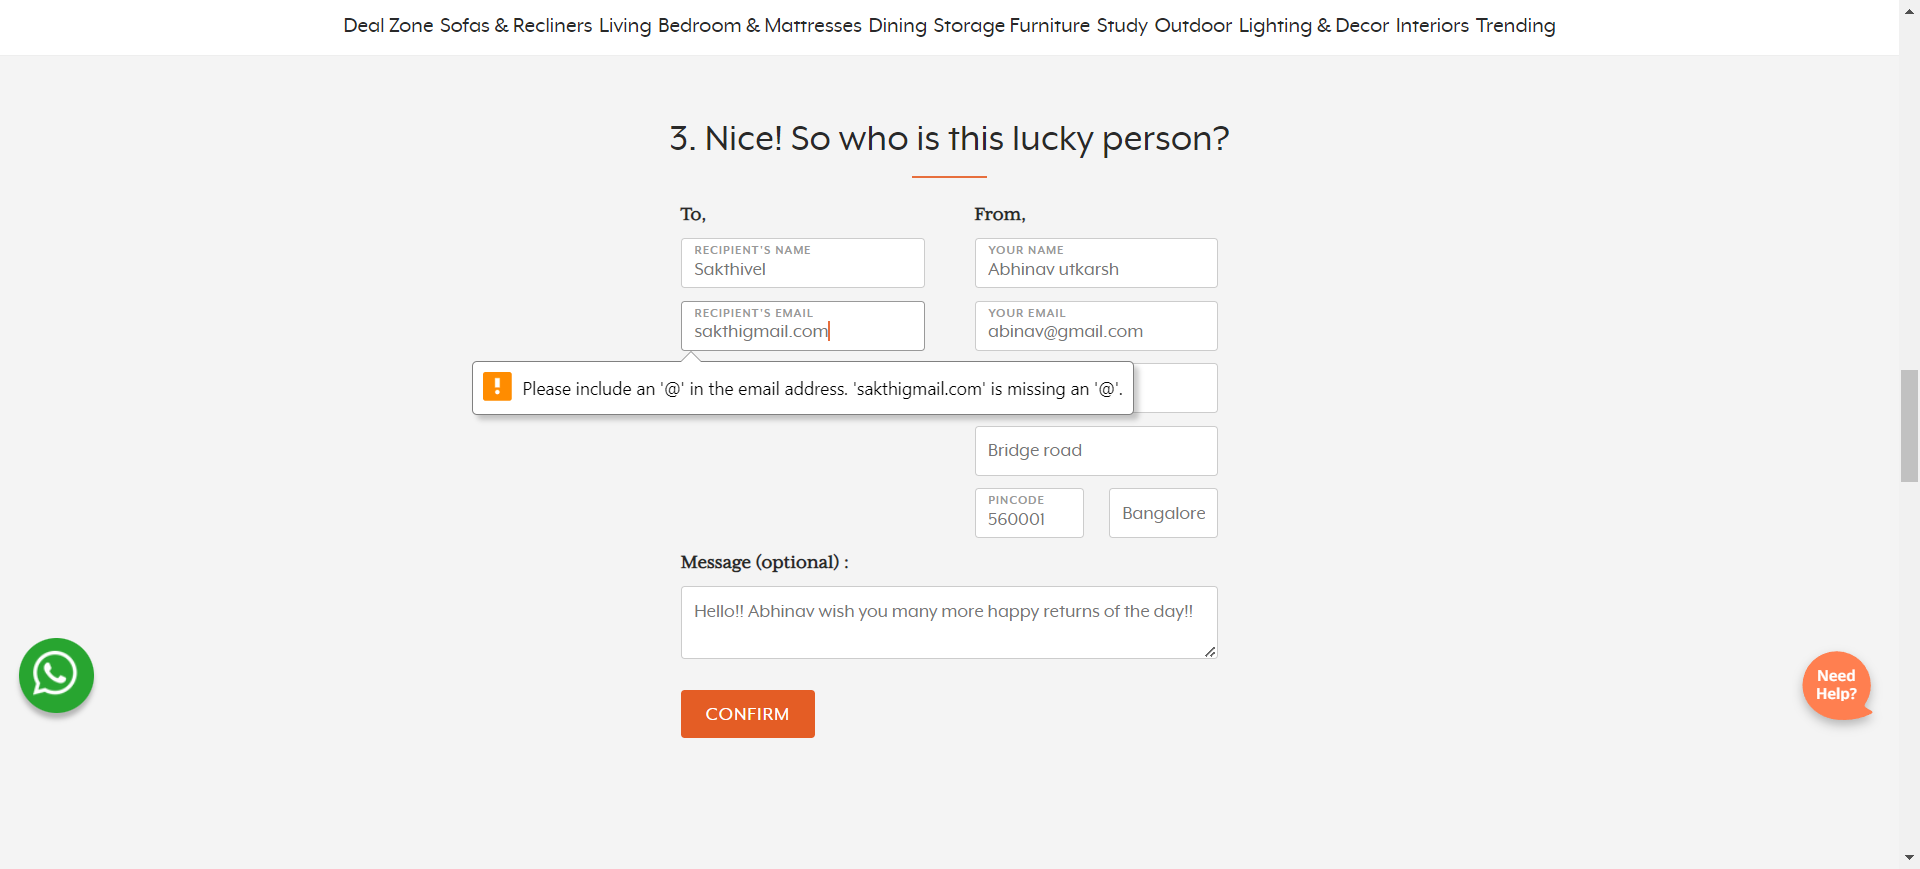 Deal Zone Sofas & Recliners Living Bedroom & Mattresses Dining Storage Furniture Study Outdoor Lighting & Decor Interiors Trending
3. Nice! So who is this lucky person?
To,
RECIPIENT'S NAME
Sakthivel
RECIPIENT'S EMAIL
sakthigmail.com
Please include an '@' in the email address. 'sakthigmail.com' is missing an '@'.
From,
YOUR NAME
Abhinav utkarsh
YOUR EMAIL
abinav@gmail.com
Bridge road
PINCODE
560001
Bangalore
Message (optional) :
Hello!! Abhinav wish you many more happy returns of the day!!
CONFIRM
Need
Help?